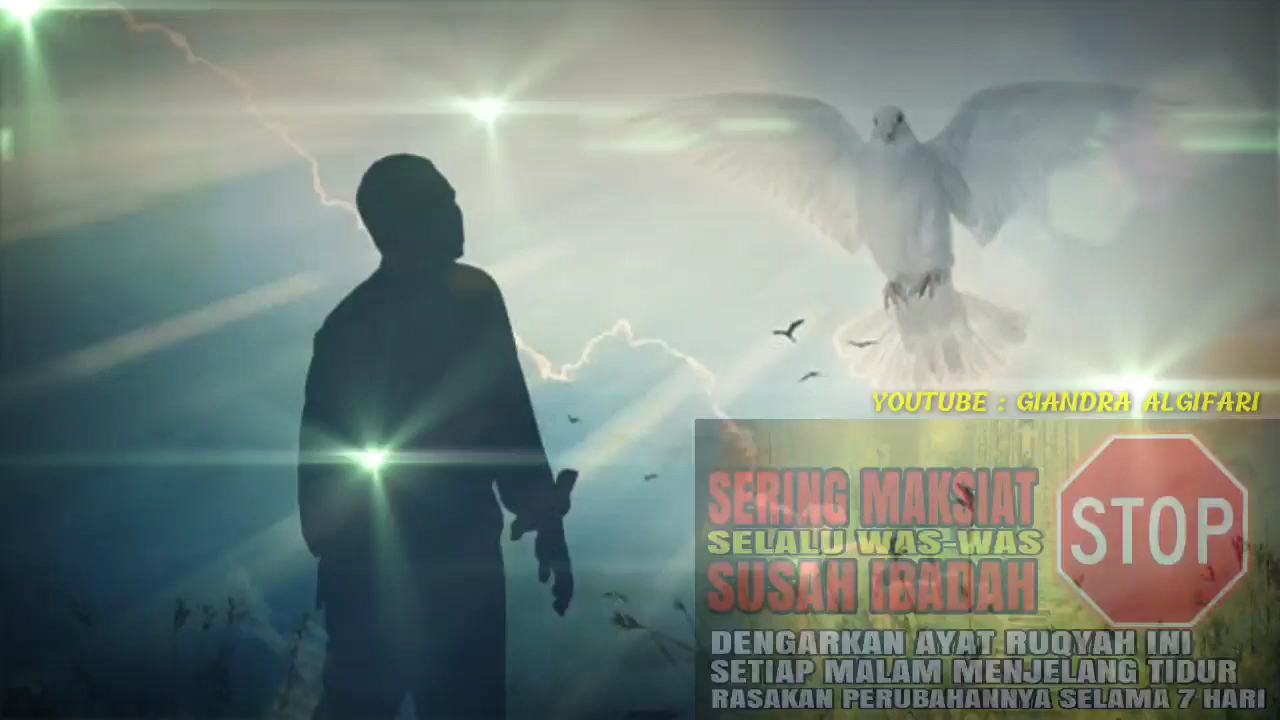 YOUTUBE : GIANDRA ALGIFARI
SERING MAKSIAT
SELALU WAS-WAS
SUSAH IBADAH
STOP
DENGARKAN AYAT RUQYAH INI
SETIAP MALAM MENJELANG TIDUR
RASAKAN PERUBAHANNYA SELAMA 7 HARI